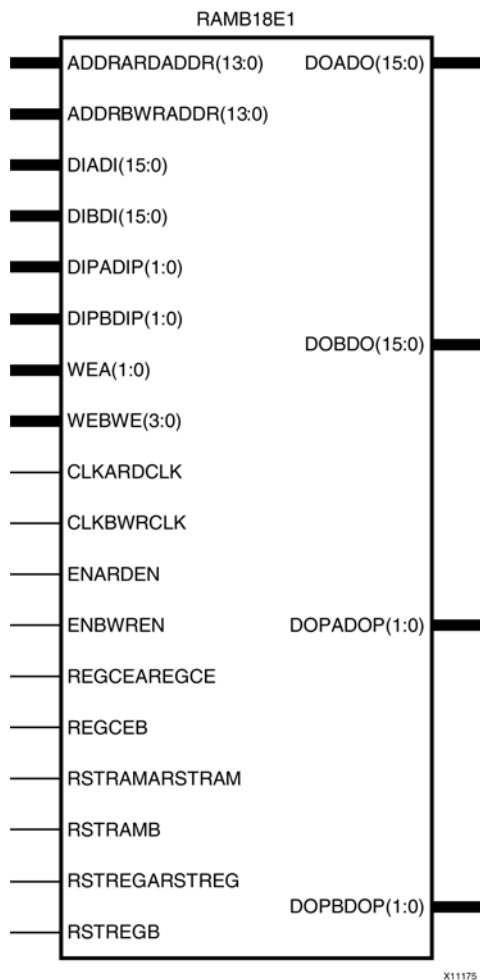 RAMB18E1
ADDRARDADDR(13:0) DOADO(15:0)
ADDRBWRADDR(13:0)
DIADI(15:0)
DIBDI(15:0)
DIPADIP(1:0)
DIPBDIP(1:0)
DOBDO(15:0)
WEA(1:0)
WEBWE(3:0)
CLKARDCLK
CLKBWRCLK
ENARDEN
ENBWREN DOPADOP(1:0)
REGCEAREGCE
REGCEB
RSTRAMARSTRAM
RSTRAMB
RSTREGARSTREG
DOPBDOP(1:0)
RSTREGB
X11175